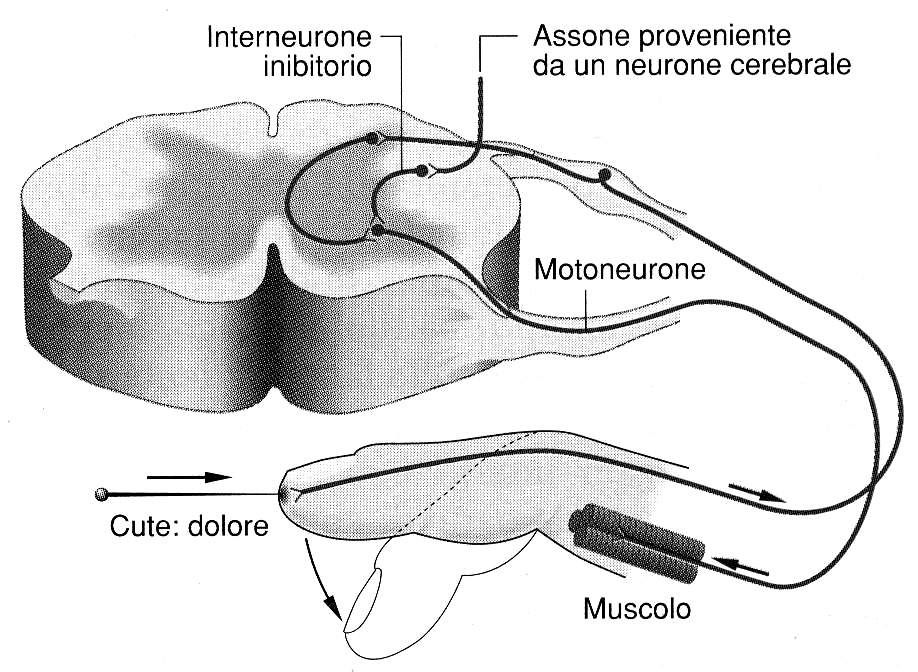 Interneurone
inibitorio
Assone proveniente
da un neurone cerebrale
Motoneurone
Cute: dolore
Muscolo